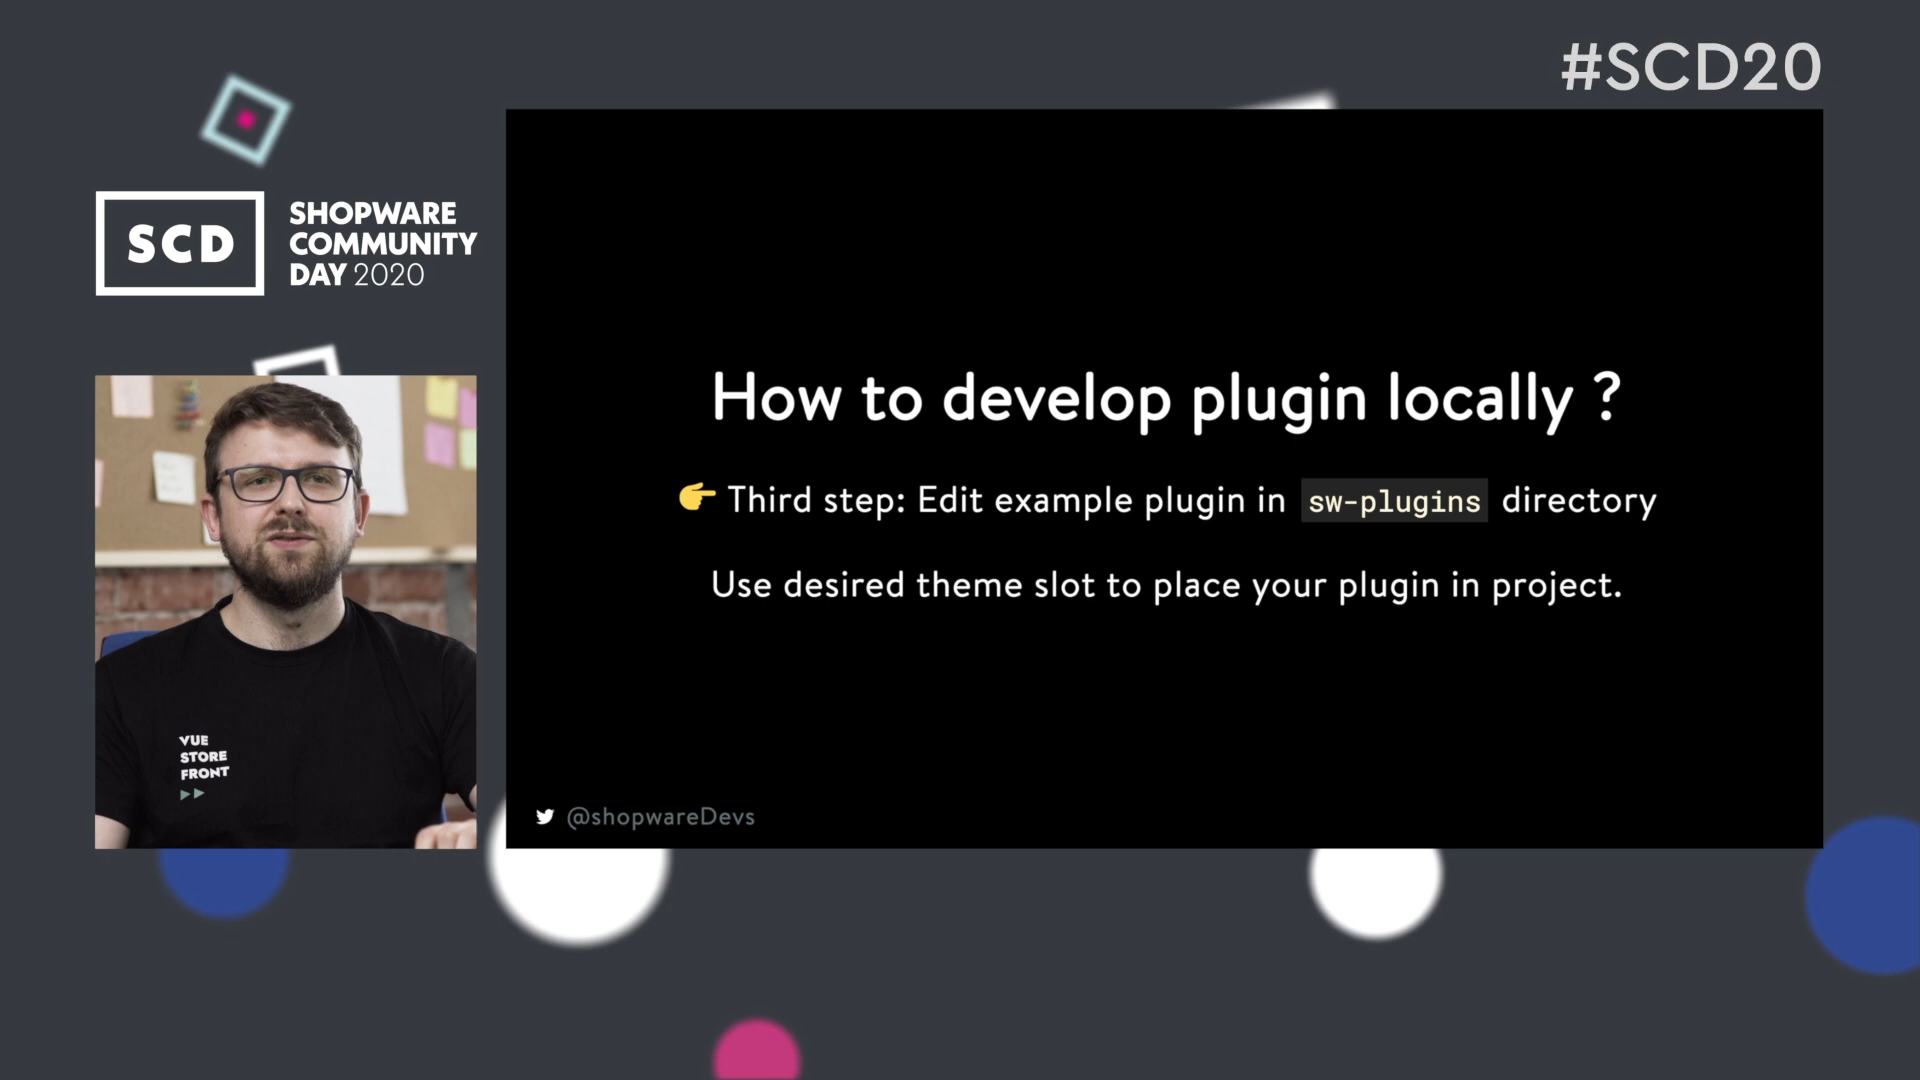 #SCD20
SCD
SHOPWARE
COMMUNITY
DAY 2020
How to develop plugin locally ?
👉 Third step: Edit example plugin in sw-plugins directory
Use desired theme slot to place your plugin in project.
@shopwareDevs
VUE
STORE
FRONT